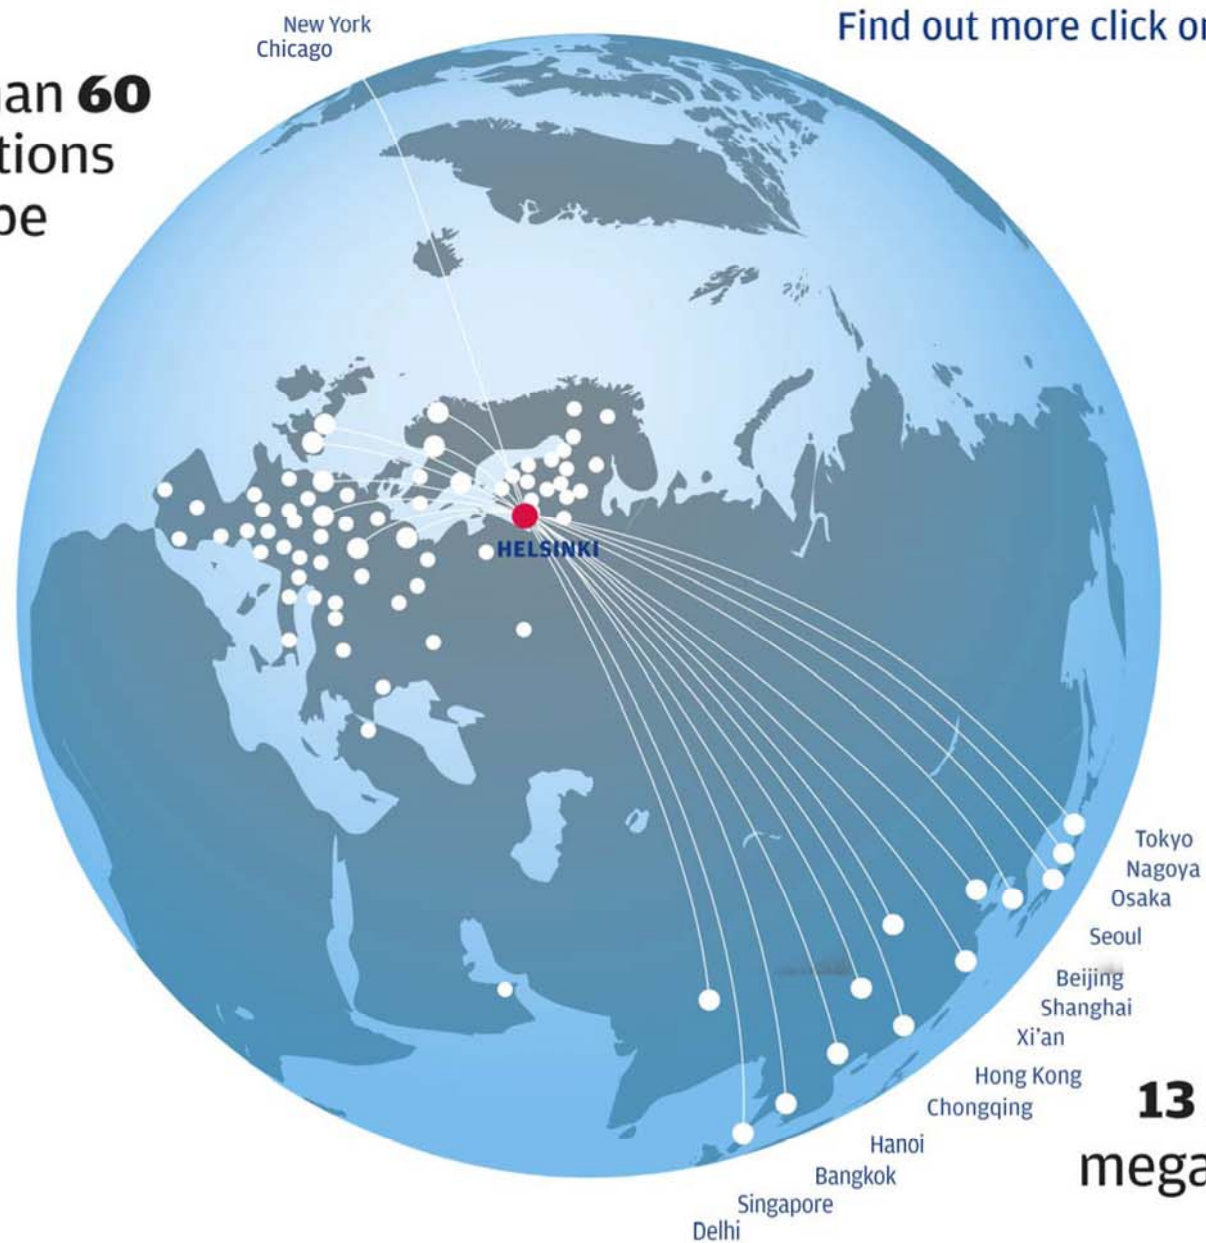 New York
Chicago
Find out more click or
an 60
tions
pe
HELSINKI
Tokyo
Nagoya
Osaka
Seoul
Beijing
Shanghai
Xi'an
Hong Kong
Chongqing
Hanoi
Bangkok
Singapore
Delhi
13
mega